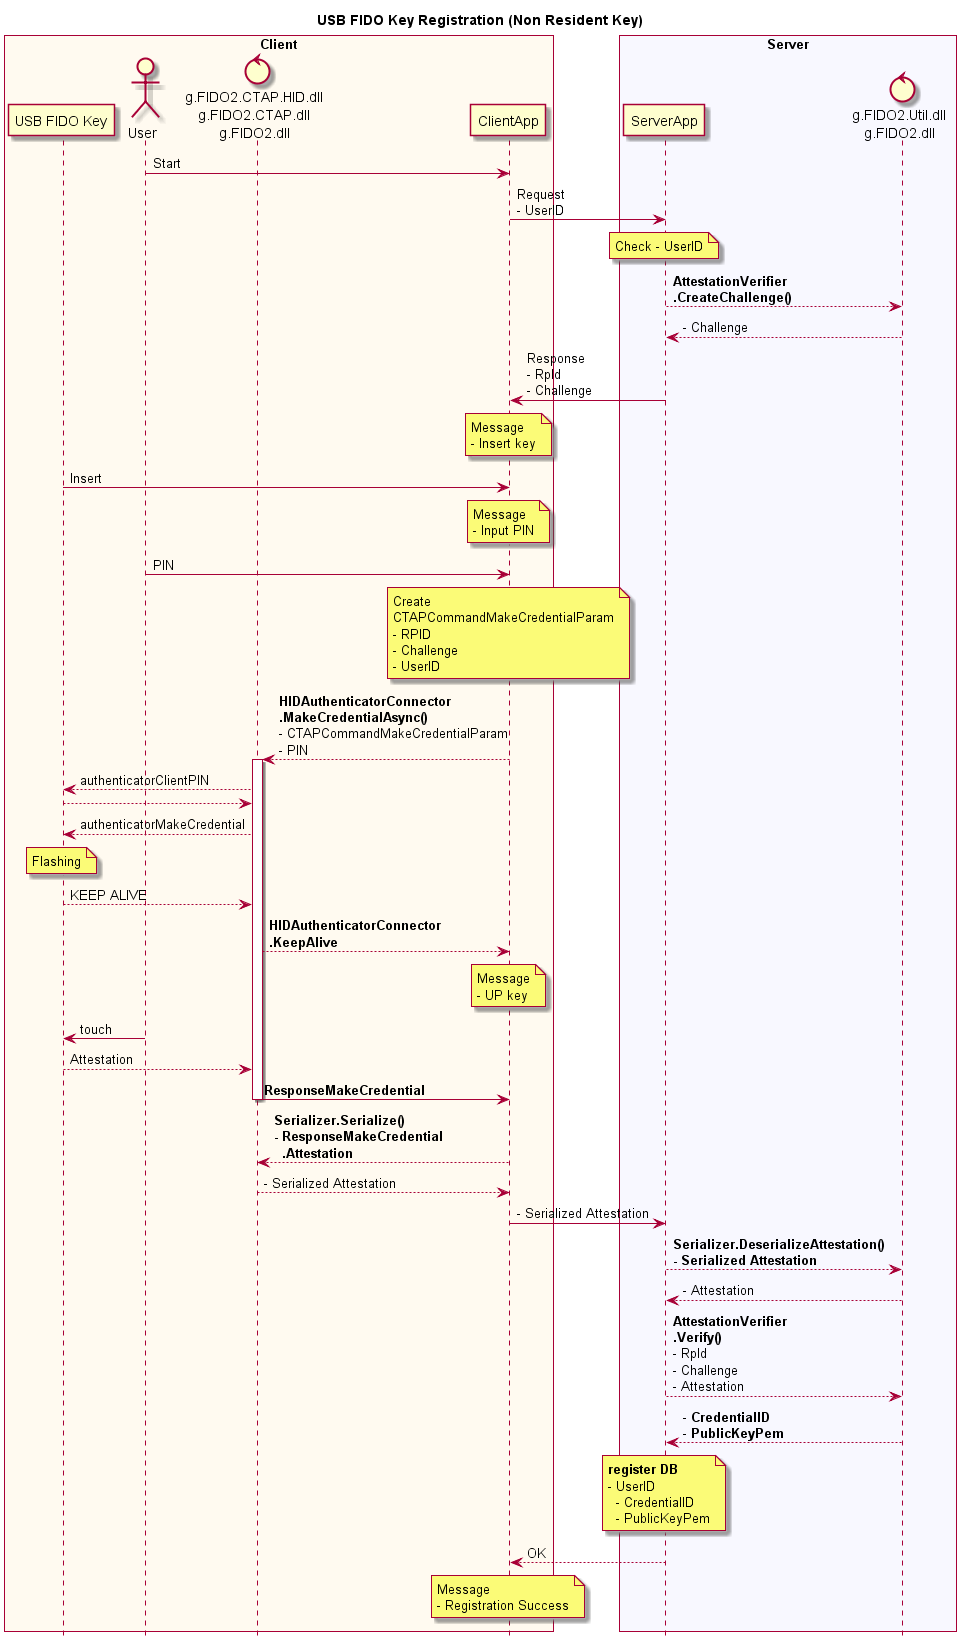 USB FIDO Key Registration (Non Resident Key)
Client
Server
USB FIDO Key
User
g.FIDO2.CTAP.HID.dll
g.FIDO2.CTAP.dll
g.FIDO2.dll
ClientApp
ServerApp
g.FIDO2.Util.dll
g.FIDO2.dll
Start
Request
- UserID
Check - UserID
AttestationVerifier
.CreateChallenge()
- Challenge
Response
- RpId
- Challenge
Message
- Insert key
Insert
Message
- Input PIN
PIN
Create
CTAPCommandMakeCredentialParam
- RPID
- Challenge
- UserID
HIDAuthenticatorConnector
.MakeCredentialAsync()
- CTAPCommandMakeCredentialParam
- PIN
authenticatorClientPIN
authenticatorMakeCredential
Flashing
KEEP ALIVE
HIDAuthenticatorConnector
.KeepAlive
Message
- UP key
touch
Attestation
ResponseMakeCredential
Serializer.Serialize()
- ResponseMakeCredential
.Attestation
- Serialized Attestation
- Serialized Attestation
Serializer.DeserializeAttestation()
- Serialized Attestation
- Attestation
AttestationVerifier
.Verify()
- RpId
- Challenge
- Attestation
- CredentialID
- PublicKeyPem
register DB
- UserID
- CredentialID
- PublicKeyPem
OK
Message
- Registration Success